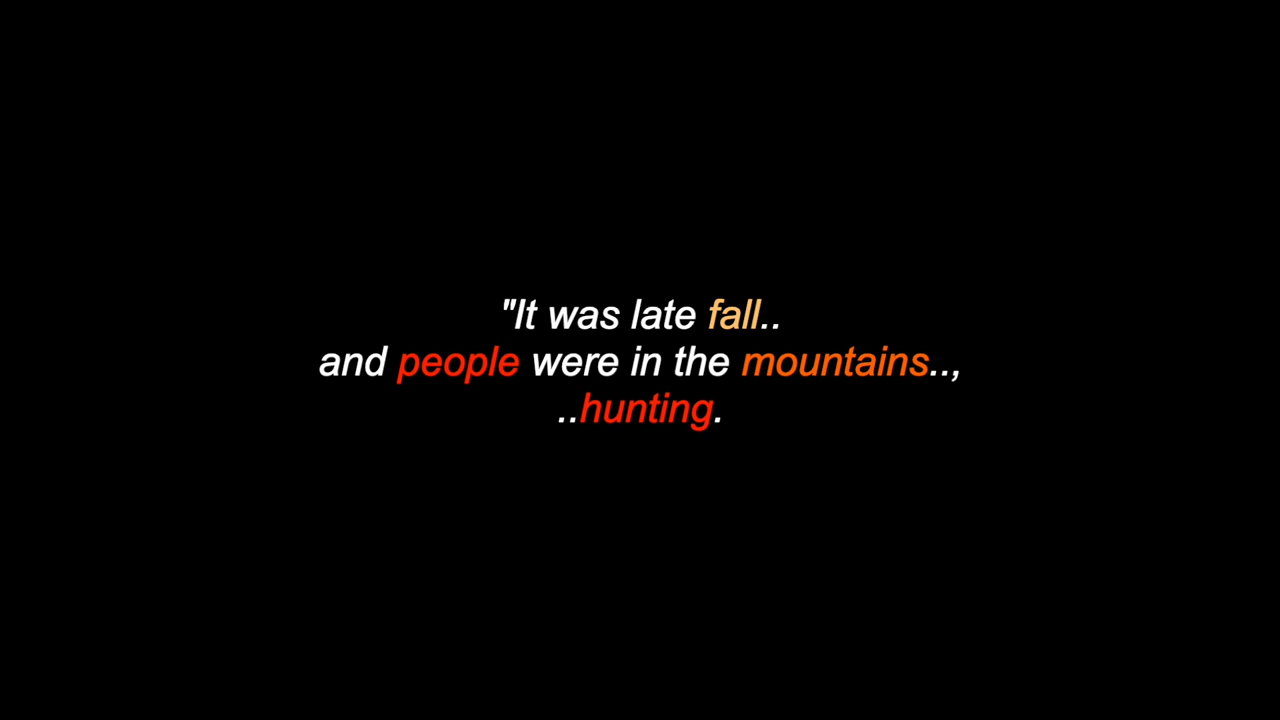 "It was late fall..
and people were in the mountains..,
..hunting.